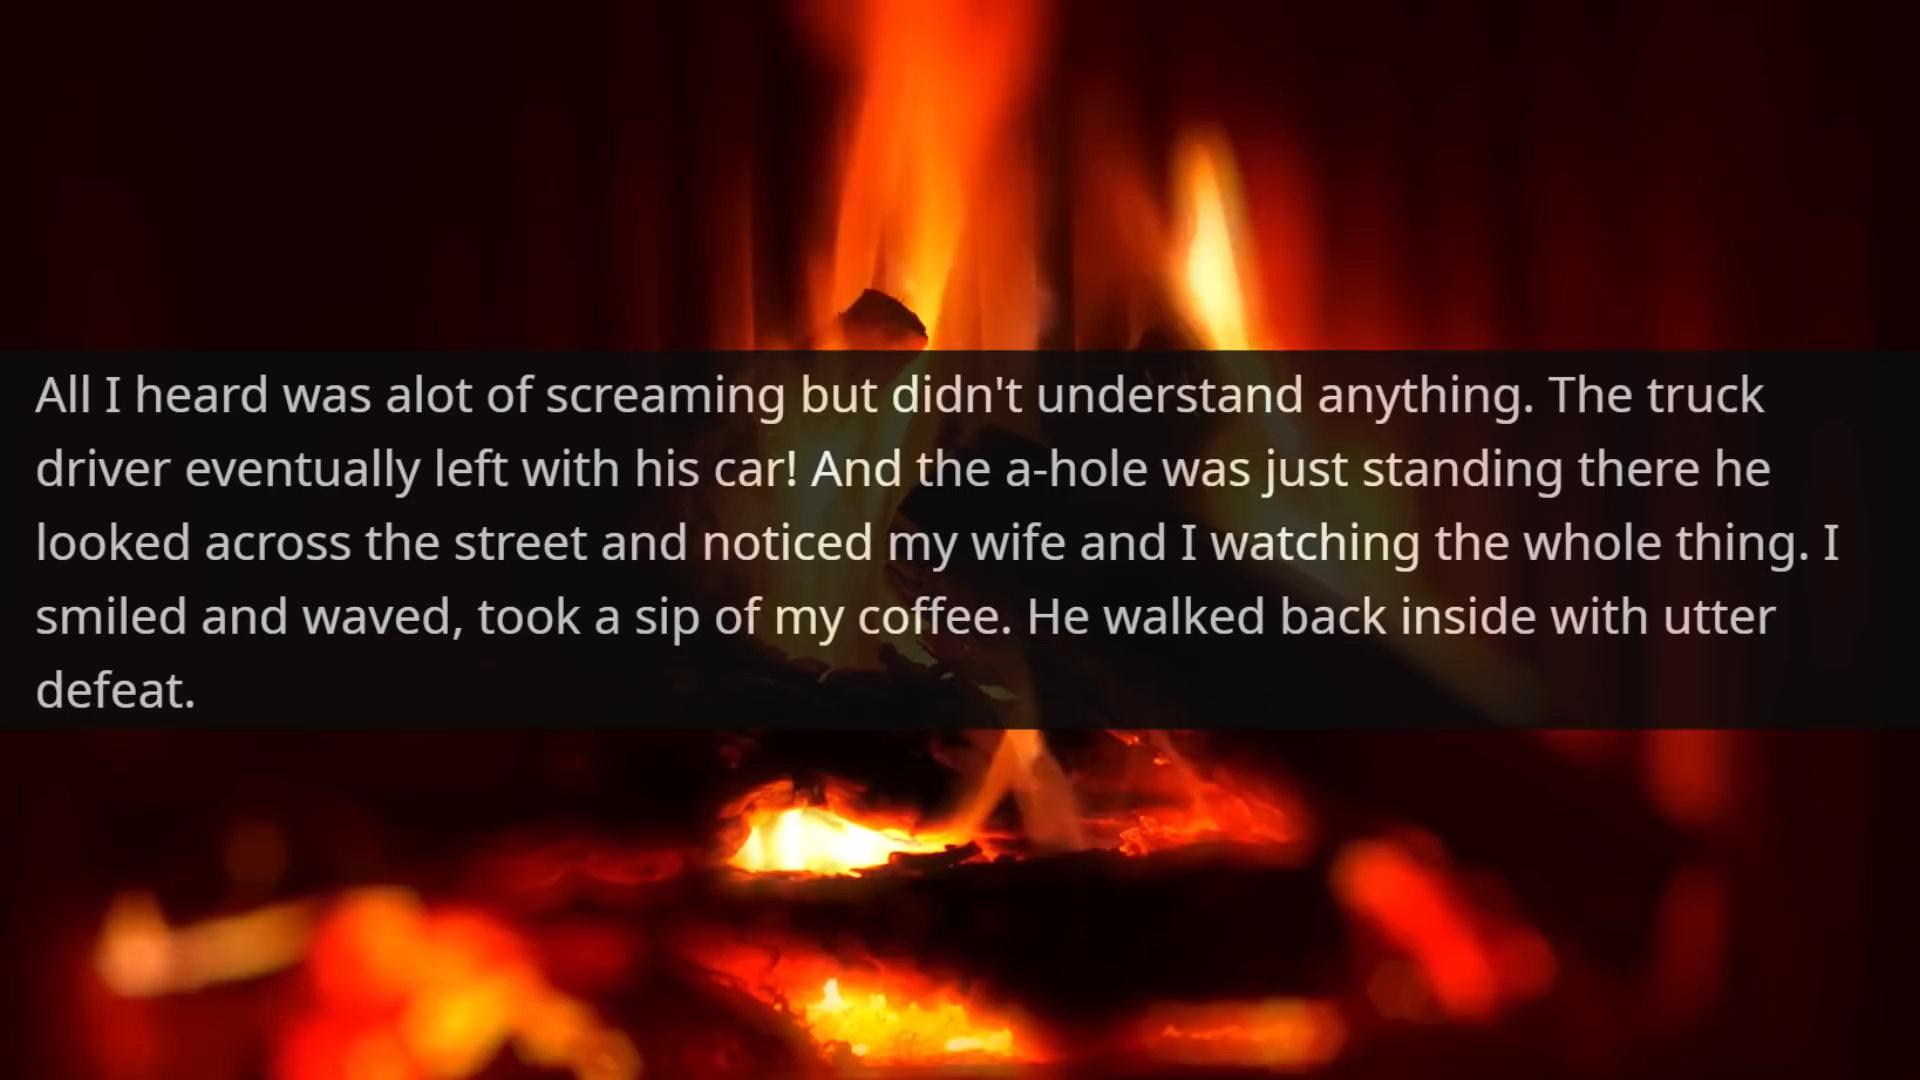 All I heard was alot of screaming but didn't understand anything. The truck
driver eventually left with his car! And the a-hole was just standing there he
looked across the street and noticed my wife and I watching the whole thing. I
smiled and waved, took a sip of my coffee. He walked back inside with utter
defeat.